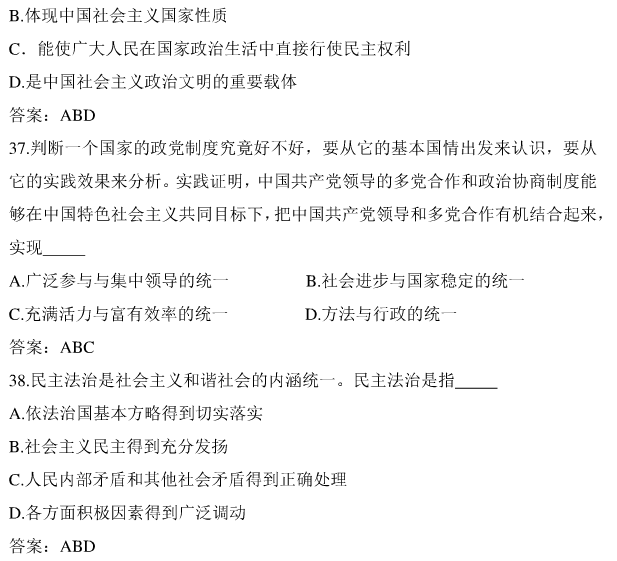 B.体现中国社会主义国家性质
C．能使广大人民在国家政治生活中直接行使民主权利
D.是中国社会主义政治文明的重要载体
答案：ABD
37.判断一个国家的政党制度究竟好不好，要从它的基本国情出发来认识，要从
它的实践效果来分析。实践证明，中国共产党领导的多党合作和政治协商制度能
够在中国特色社会主义共同目标下，把中国共产党领导和多党合作有机结合起来，
实现_____
A.广泛参与与集中领导的统一 B.社会进步与国家稳定的统一
C.充满活力与富有效率的统一 D.方法与行政的统一
答案：ABC
38.民主法治是社会主义和谐社会的内涵统一。民主法治是指_____
A.依法治国基本方略得到切实落实
B.社会主义民主得到充分发扬
C.人民内部矛盾和其他社会矛盾得到正确处理
D.各方面积极因素得到广泛调动
答案：ABD